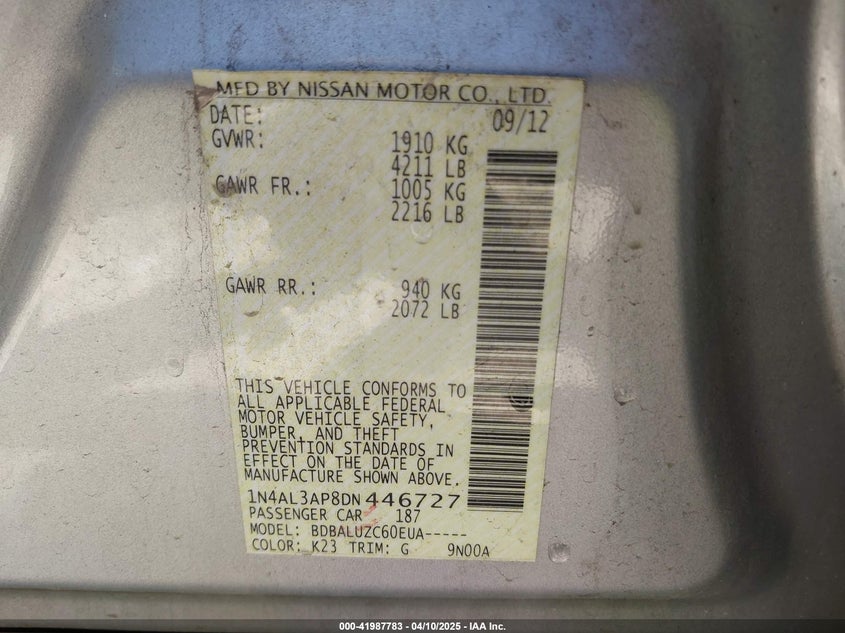 MFD BY NISSAN MOTOR CO., LTD.
DATE: 09/12
GVWR: 1910 KG
4211 LB
GAWR FR.: 1005 KG
2216 LB
GAWR RR.: 940 KG
2072 LB
THIS VEHICLE CONFORMS TO
ALL APPLICABLE FEDERAL
MOTOR VEHICLE SAFETY,
BUMPER, AND THEFT
PREVENTION STANDARDS IN
EFFECT ON THE DATE OF
MANUFACTURE SHOWN ABOVE.
1N4AL3AP8DN446727
PASSENGER CAR 187
MODEL: BDBALUZC60EUA-----
COLOR: K23 TRIM: G 9N00A
000-41987783 - 04/10/2025 - IAA Inc.